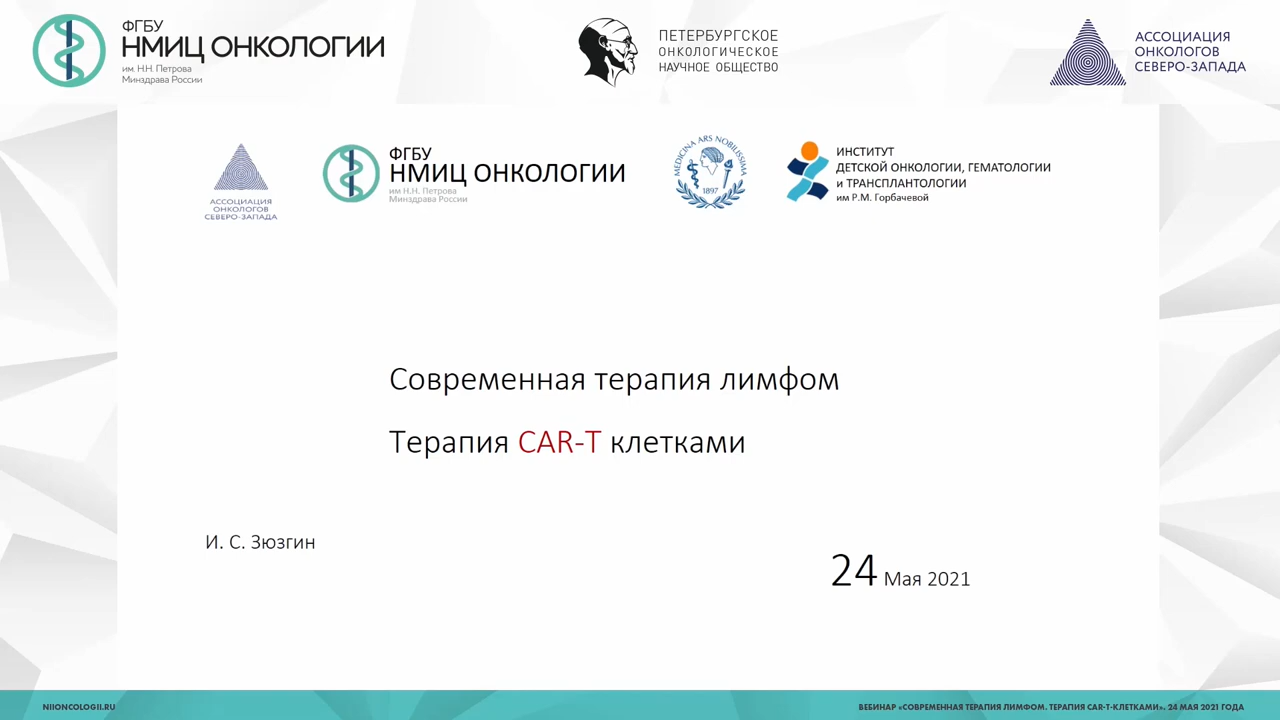 ФГБУ
НМИЦ ОНКОЛОГИИ
им. Н.Н. Петрова
Минздрава России
ПЕТЕРБУРГСКОЕ
ОНКОЛОГИЧЕСКОЕ
НАУЧНОЕ ОБЩЕСТВО
АССОЦИАЦИЯ
ОНКОЛОГОВ
СЕВЕРО-ЗАПАДА
АССОЦИАЦИЯ
ОНКОЛОГОВ
СЕВЕРО-ЗАПАДА
ФГБУ
НМИЦ ОНКОЛОГИИ
им Н.Н. Петрова
Минздрава России
MEDICINA ARS NOBILISSIMA
1897
ИНСТИТУТ
ДЕТСКОЙ ОНКОЛОГИИ, ГЕМАТОЛОГИИ
и ТРАНСПЛАНТОЛОГИИ
им Р.М. Горбачевой
Современная терапия лимфом
Терапия CAR-T клетками
И. С. Зюзгин
24 Мая 2021
NIIONCOLOGII.RU
ВЕБИНАР «СОВРЕМЕННАЯ ТЕРАПИЯ ЛИМФОМ. ТЕРАПИЯ CAR-T-КЛЕТКАМИ». 24 МАЯ 2021 ГОДА